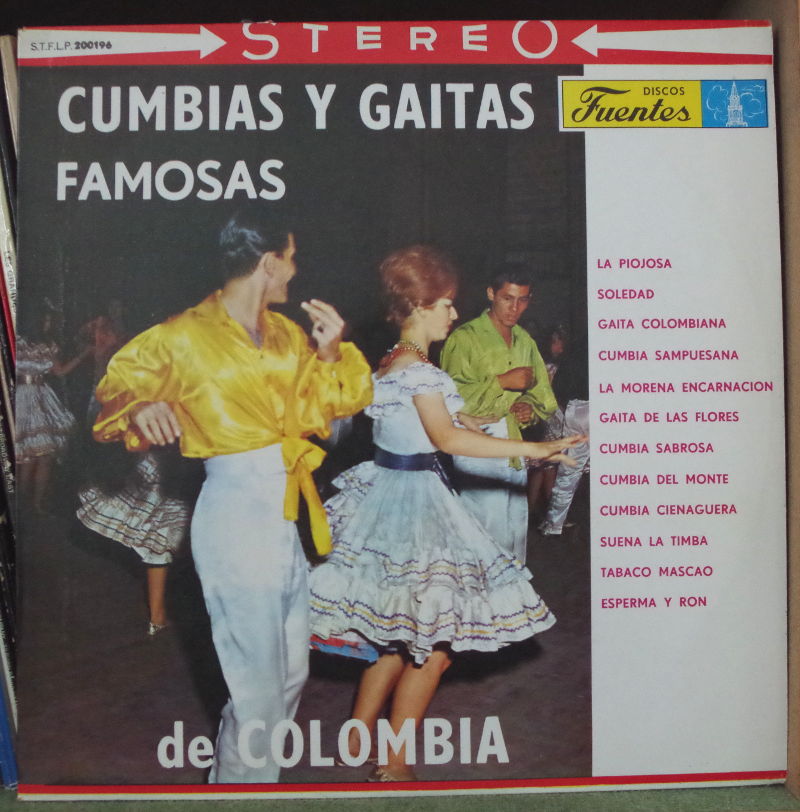 S.T.F.L.P. 200196
STEREO
CUMBIAS Y GAITAS
FAMOSAS
DISCOS
Fuentes
LA PIOJOSA
SOLEDAD
GAITA COLOMBIANA
CUMBIA SAMPUESANA
LA MORENA ENCARNACION
GAITA DE LAS FLORES
CUMBIA SABROSA
CUMBIA DEL MONTE
CUMBIA CIENAGUERA
SUENA LA TIMBA
TABACO MASCAO
ESPERMA Y RON
de COLOMBIA